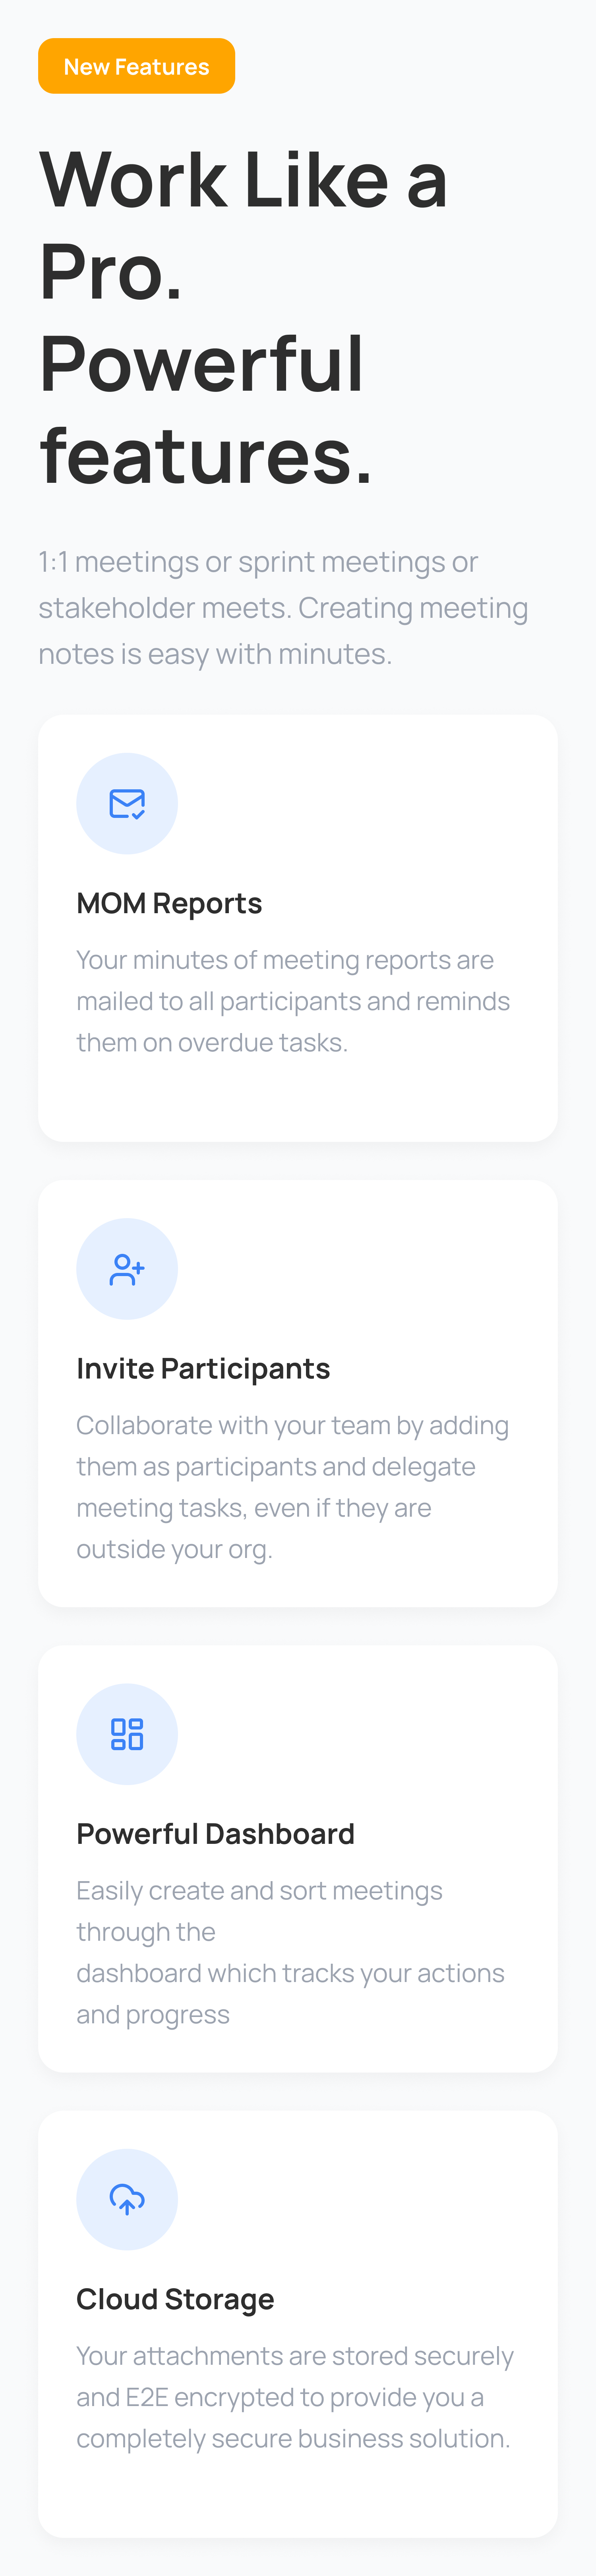 New Features
Work Like a
Pro.
Powerful
features.
1:1 meetings or sprint meetings or
stakeholder meets. Creating meeting
notes is easy with minutes.
MOM Reports
Your minutes of meeting reports are
mailed to all participants and reminds
them on overdue tasks.
Invite Participants
Collaborate with your team by adding
them as participants and delegate
meeting tasks, even if they are
outside your org.
Powerful Dashboard
Easily create and sort meetings
through the
dashboard which tracks your actions
and progress
Cloud Storage
Your attachments are stored securely
and E2E encrypted to provide you a
completely secure business solution.